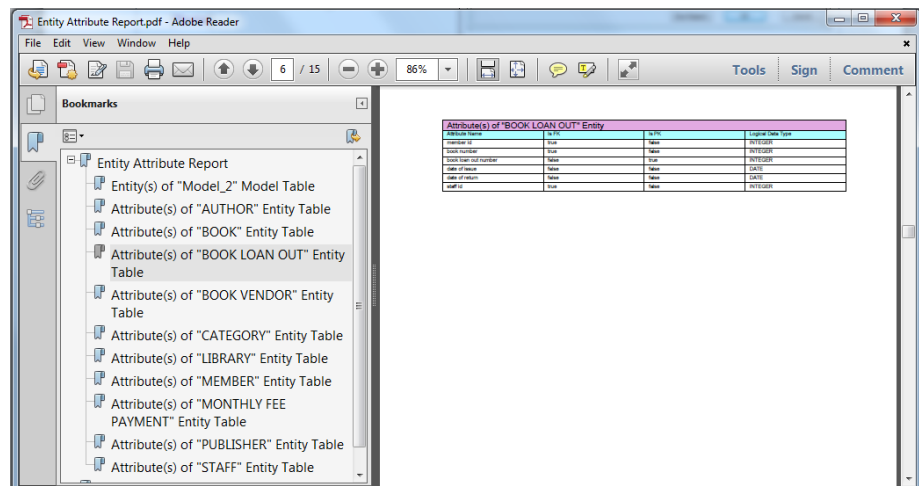 Entity Attribute Report.pdf - Adobe Reader
File Edit View Window Help
6 / 15 86% Tools Sign Comment
Bookmarks
Entity Attribute Report
Entity(s) of "Model_2" Model Table
Attribute(s) of "AUTHOR" Entity Table
Attribute(s) of "BOOK" Entity Table
Attribute(s) of "BOOK LOAN OUT" Entity
Table
Attribute(s) of "BOOK VENDOR" Entity
Table
Attribute(s) of "CATEGORY" Entity Table
Attribute(s) of "LIBRARY" Entity Table
Attribute(s) of "MEMBER" Entity Table
Attribute(s) of "MONTHLY FEE
PAYMENT" Entity Table
Attribute(s) of "PUBLISHER" Entity Table
Attribute(s) of "STAFF" Entity Table
Attribute(s) of "BOOK LOAN OUT" Entity
Attribute Name Is FK Is PK Logical Data Type
member id true false INTEGER
book number true false INTEGER
book loan out number false true INTEGER
date of issue false false DATE
date of return false false DATE
staff id true false INTEGER